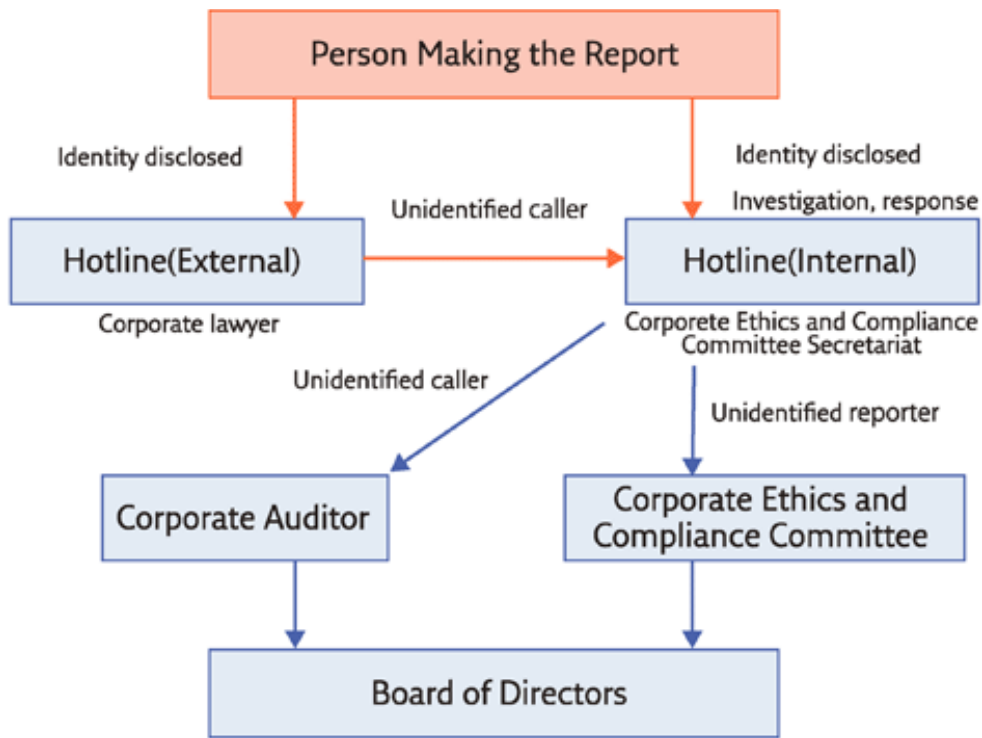 Person Making the Report
Identity disclosed
Identity disclosed
Investigation, response
Unidentified caller
Hotline(External)
Hotline(Internal)
Corporate lawyer
Corporete Ethics and Compliance
Committee Secretariat
Unidentified caller
Unidentified reporter
Corporate Auditor
Corporate Ethics and
Compliance Committee
Board of Directors